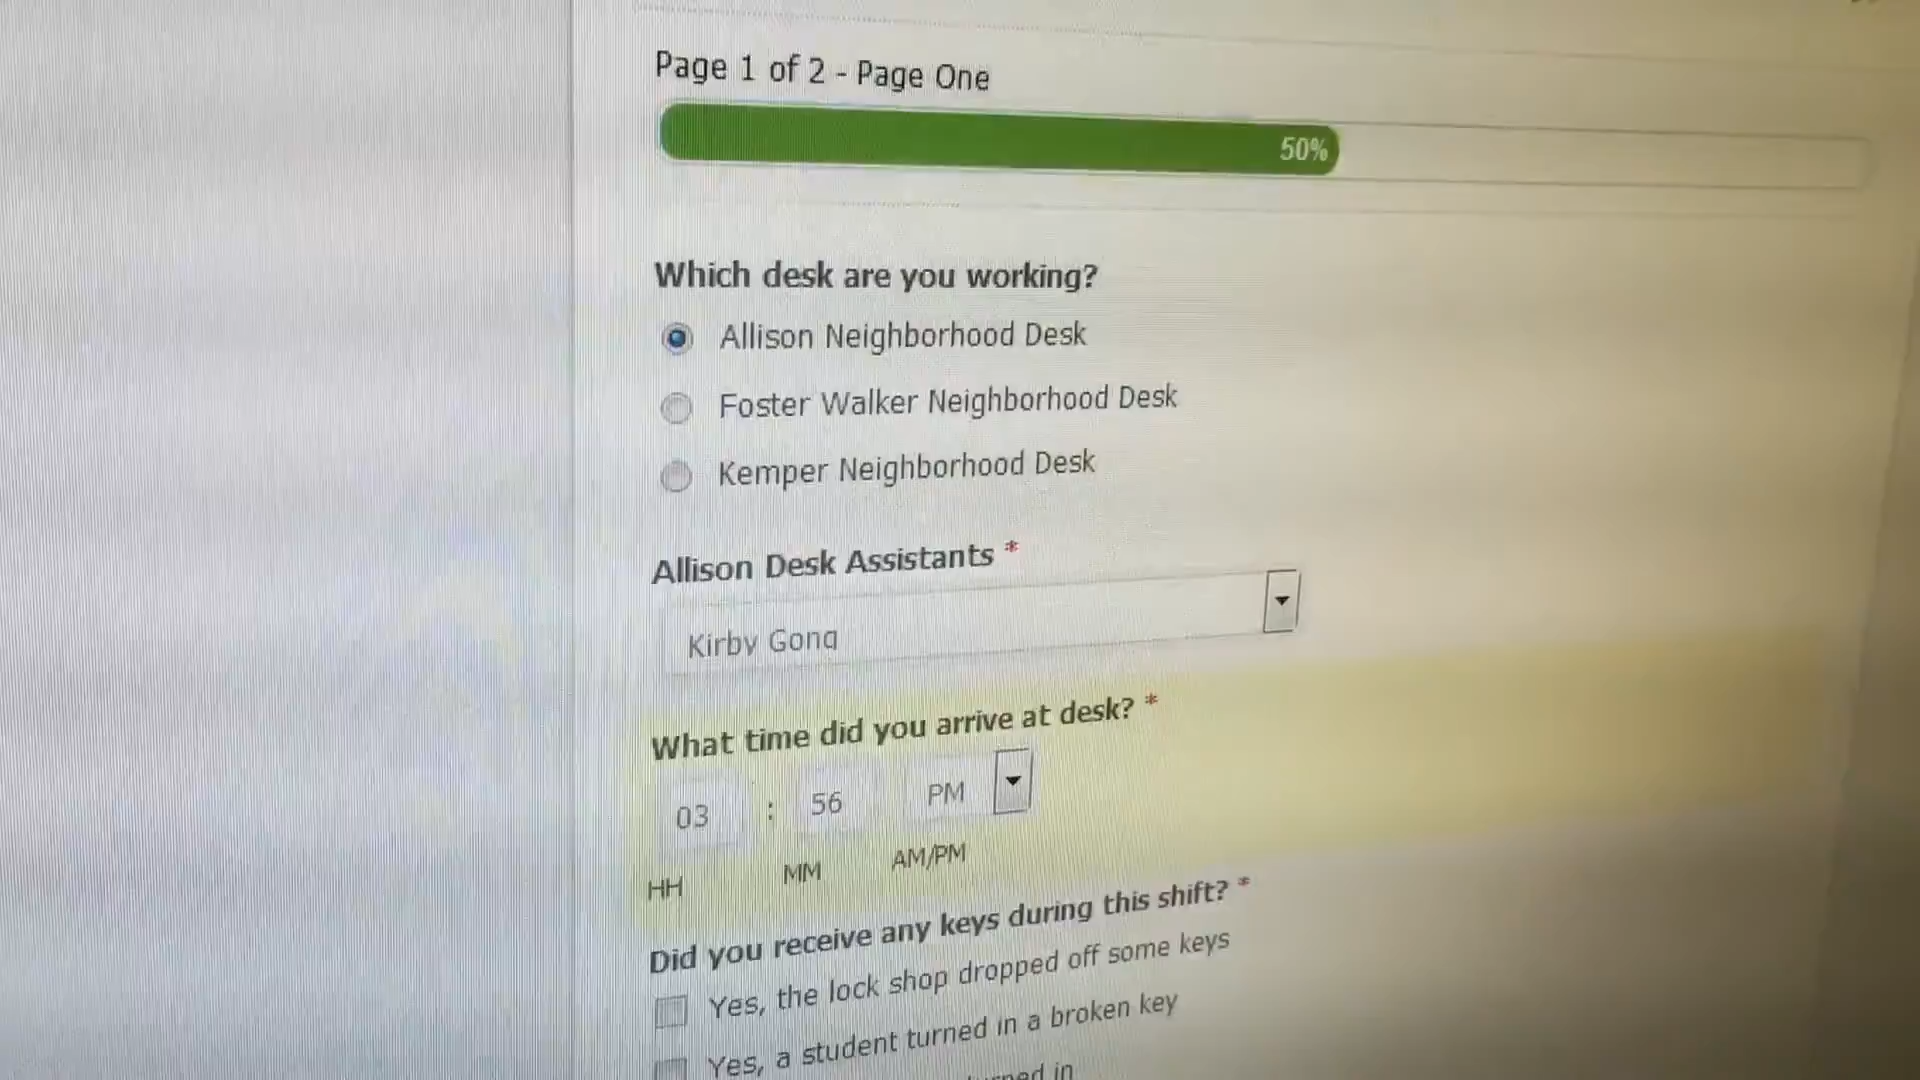 Page 1 of 2 - Page One
50%
Which desk are you working?
Allison Neighborhood Desk
Foster Walker Neighborhood Desk
Kemper Neighborhood Desk
Allison Desk Assistants *
Kirby Gong
What time did you arrive at desk? *
03 : 56 PM
HH MM AM/PM
Did you receive any keys during this shift? *
Yes, the lock shop dropped off some keys
Yes, a student turned in a broken key
in